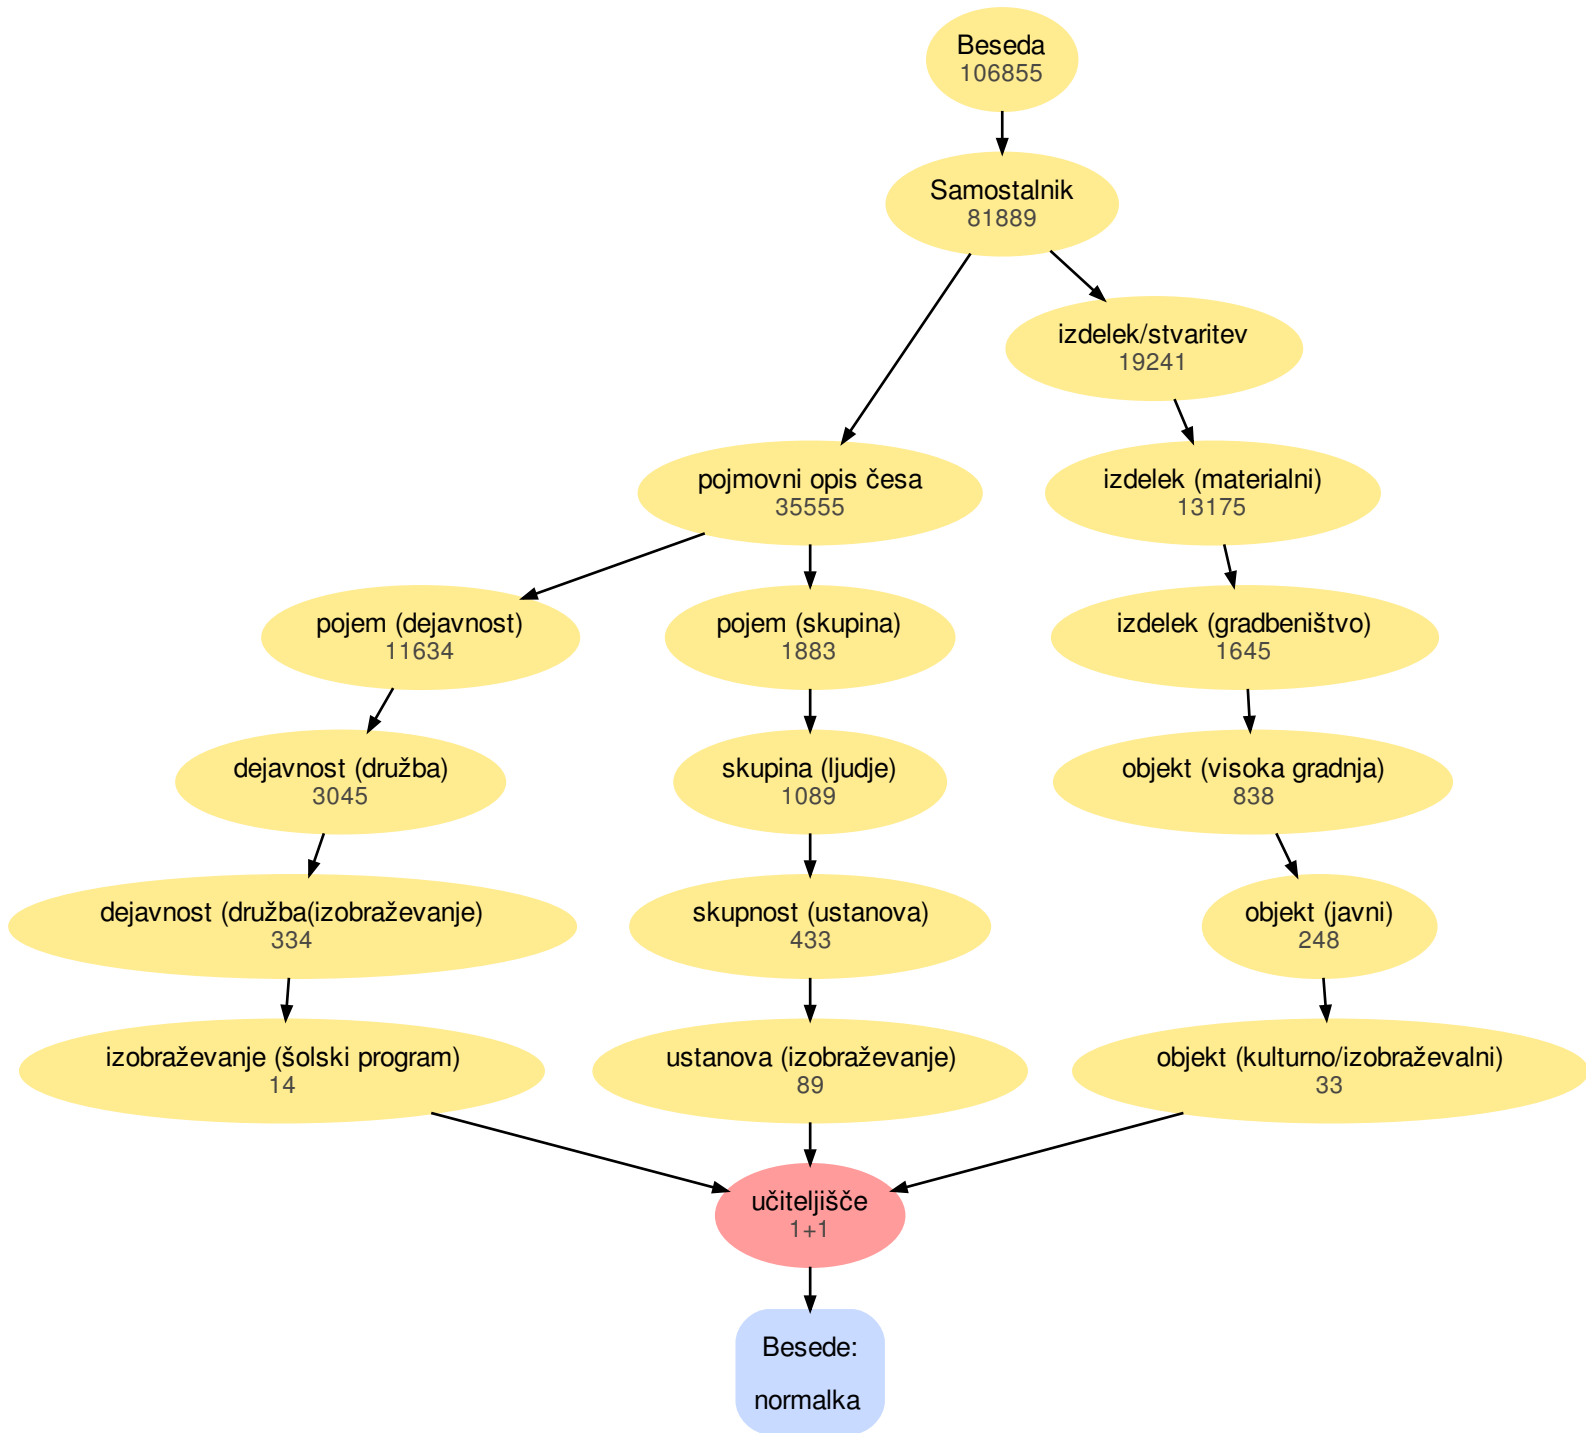 Beseda
106855
Samostalnik
81889
izdelek/stvaritev
19241
pojmovni opis česa
35555
izdelek (materialni)
13175
pojem (dejavnost)
11634
pojem (skupina)
1883
izdelek (gradbeništvo)
1645
dejavnost (družba)
3045
skupina (ljudje)
1089
objekt (visoka gradnja)
838
dejavnost (družba(izobraževanje)
334
skupnost (ustanova)
433
objekt (javni)
248
izobraževanje (šolski program)
14
ustanova (izobraževanje)
89
objekt (kulturno/izobraževalni)
33
učiteljišče
1+1
Besede:
normalka